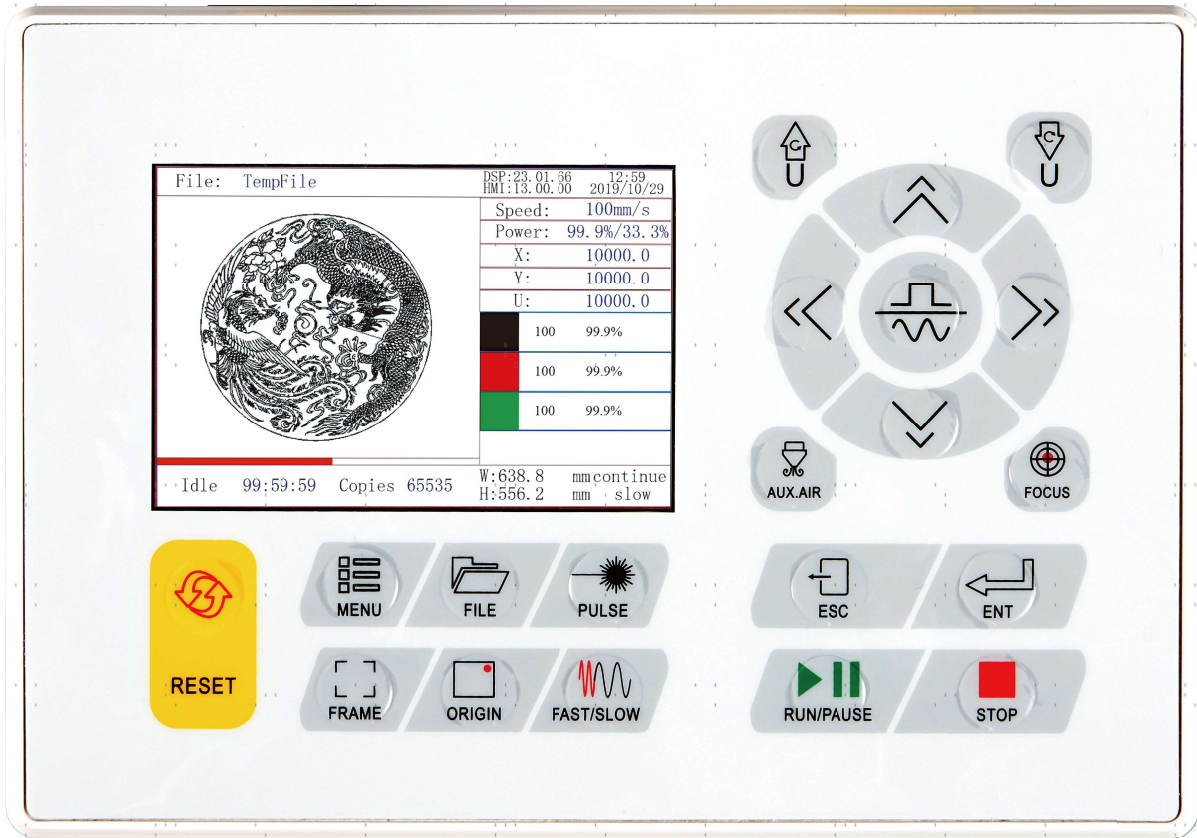 File: TempFile
DSP:23.01.66 12:59
HMI:13.00.00 2019/10/29
Speed: 100mm/s
Power: 99.9%/33.3%
X: 10000.0
Y: 10000.0
U: 10000.0
100 99.9%
100 99.9%
100 99.9%
Idle 99:59:59 Copies 65535
W:638.8 mm continue
H:556.2 mm slow
U
U
AUX.AIR
FOCUS
RESET
MENU
FILE
PULSE
FRAME
ORIGIN
FAST/SLOW
ESC
ENT
RUN/PAUSE
STOP